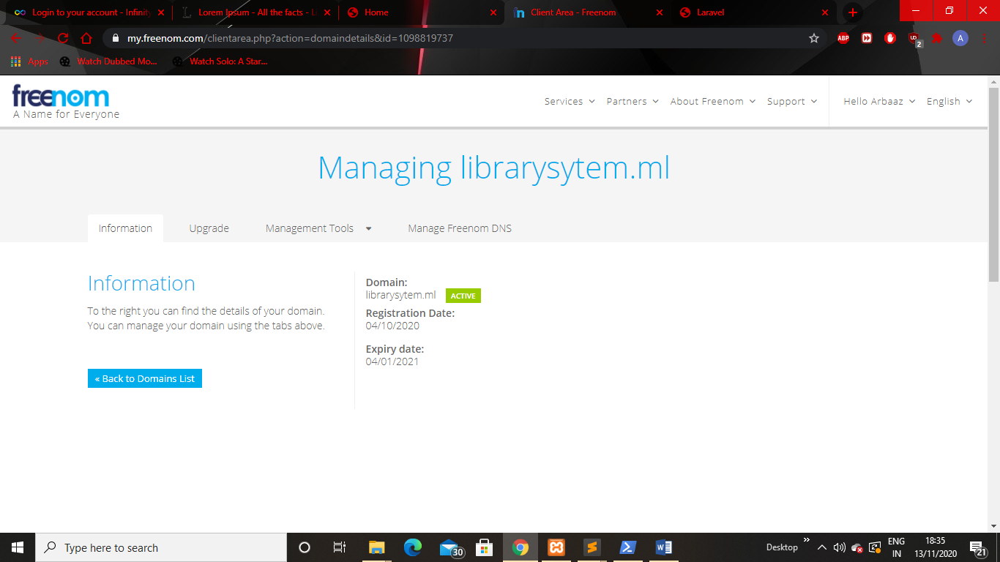 Login to your account - Infinity
Lorem Ipsum - All the facts - Li
Home
Client Area - Freenom
Laravel
my.freenom.com/clientarea.php?action=domaindetails&id=1098819737
ABP
2
A
Apps
Watch Dubbed Mo...
Watch Solo: A Star...
freenom
A Name for Everyone
Services
Partners
About Freenom
Support
Hello Arbaaz
English
Managing librarysytem.ml
Information
Upgrade
Management Tools
Manage Freenom DNS
Information
To the right you can find the details of your domain.
You can manage your domain using the tabs above.
« Back to Domains List
Domain:
librarysytem.ml ACTIVE
Registration Date:
04/10/2020
Expiry date:
04/01/2021
Type here to search
30
Desktop
ENG
IN
18:35
13/11/2020
21